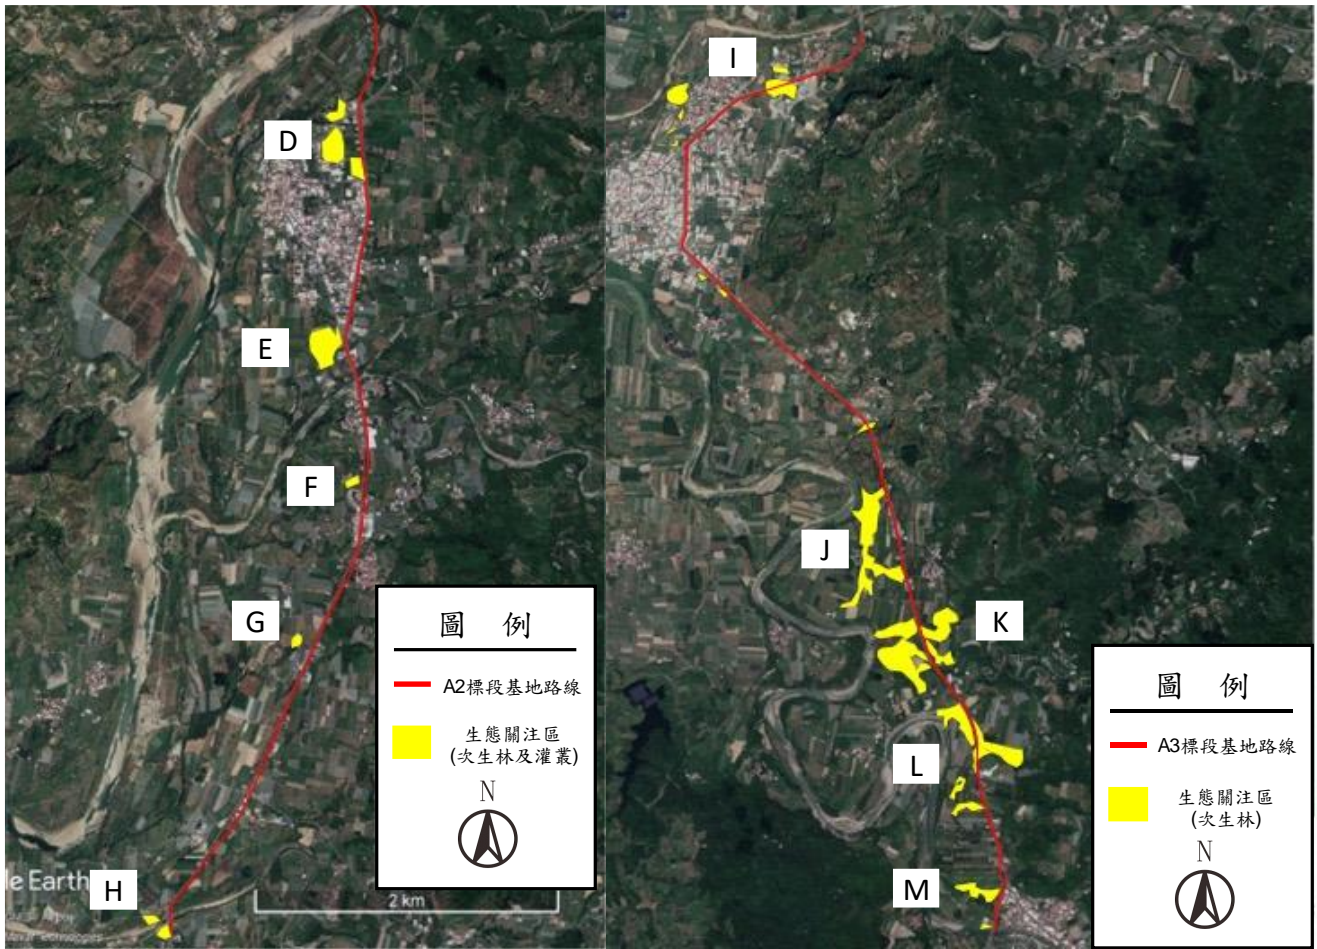 D
E
F
G
H
圖 例
A2標段基地路線
生態關注區
(次生林及灌叢)
N
le Earth
2 km
I
J
K
L
M
圖 例
A3標段基地路線
生態關注區
(次生林)
N